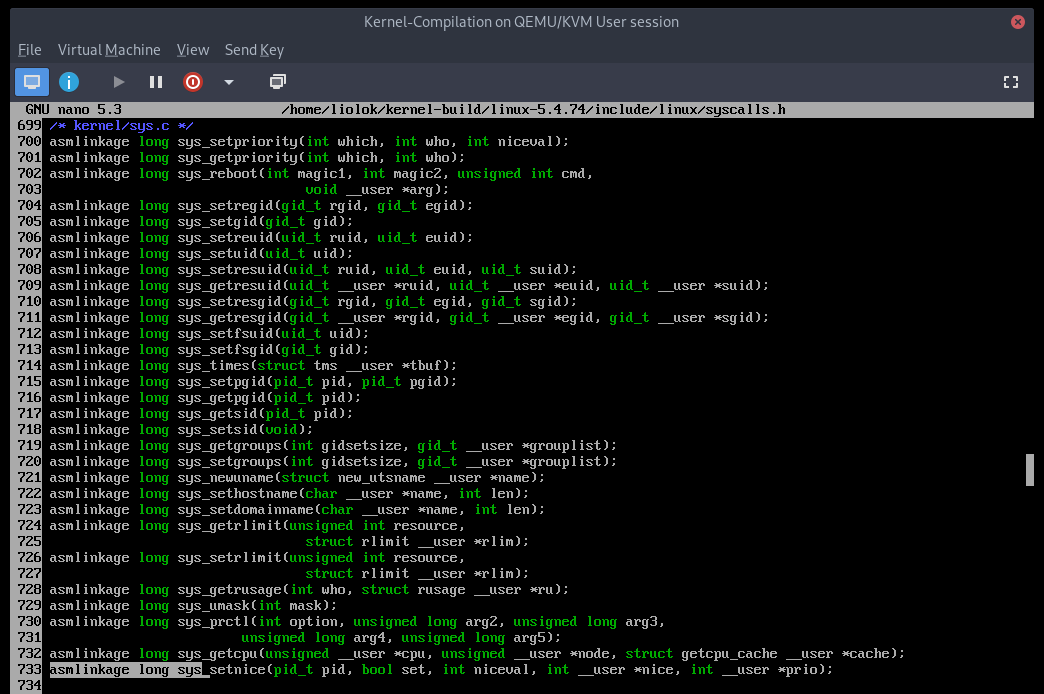 Kernel-Compilation on QEMU/KVM User session
File Virtual Machine View Send Key
GNU nano 5.3 /home/liolok/kernel-build/linux-5.4.74/include/linux/syscalls.h
699 /* kernel/sys.c */
700 asmlinkage long sys_setpriority(int which, int who, int niceval);
701 asmlinkage long sys_getpriority(int which, int who);
702 asmlinkage long sys_reboot(int magic1, int magic2, unsigned int cmd,
703                                 void __user *arg);
704 asmlinkage long sys_setregid(gid_t rgid, gid_t egid);
705 asmlinkage long sys_setgid(gid_t gid);
706 asmlinkage long sys_setreuid(uid_t ruid, uid_t euid);
707 asmlinkage long sys_setuid(uid_t uid);
708 asmlinkage long sys_setresuid(uid_t ruid, uid_t euid, uid_t suid);
709 asmlinkage long sys_getresuid(uid_t __user *ruid, uid_t __user *euid, uid_t __user *suid);
710 asmlinkage long sys_setresgid(gid_t rgid, gid_t egid, gid_t sgid);
711 asmlinkage long sys_getresgid(gid_t __user *rgid, gid_t __user *egid, gid_t __user *sgid);
712 asmlinkage long sys_setfsuid(uid_t uid);
713 asmlinkage long sys_setfsgid(gid_t gid);
714 asmlinkage long sys_times(struct tms __user *tbuf);
715 asmlinkage long sys_setpgid(pid_t pid, pid_t pgid);
716 asmlinkage long sys_getpgid(pid_t pid);
717 asmlinkage long sys_getsid(pid_t pid);
718 asmlinkage long sys_setsid(void);
719 asmlinkage long sys_getgroups(int gidsetsize, gid_t __user *grouplist);
720 asmlinkage long sys_setgroups(int gidsetsize, gid_t __user *grouplist);
721 asmlinkage long sys_newuname(struct new_utsname __user *name);
722 asmlinkage long sys_sethostname(char __user *name, int len);
723 asmlinkage long sys_setdomainname(char __user *name, int len);
724 asmlinkage long sys_getrlimit(unsigned int resource,
725                                 struct rlimit __user *rlim);
726 asmlinkage long sys_setrlimit(unsigned int resource,
727                                 struct rlimit __user *rlim);
728 asmlinkage long sys_getrusage(int who, struct rusage __user *ru);
729 asmlinkage long sys_umask(int mask);
730 asmlinkage long sys_prctl(int option, unsigned long arg2, unsigned long arg3,
731                         unsigned long arg4, unsigned long arg5);
732 asmlinkage long sys_getcpu(unsigned __user *cpu, unsigned __user *node, struct getcpu_cache __user *cache);
733 asmlinkage long sys_setnice(pid_t pid, bool set, int niceval, int __user *nice, int __user *prio);
734